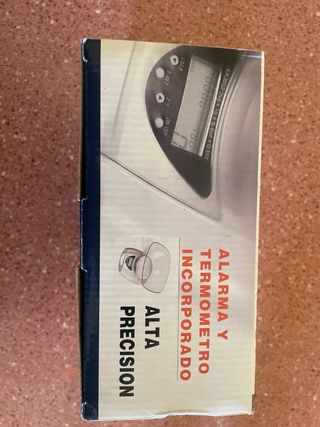 ALARMA Y
TERMOMETRO
INCORPORADO
ALTA
PRECISION